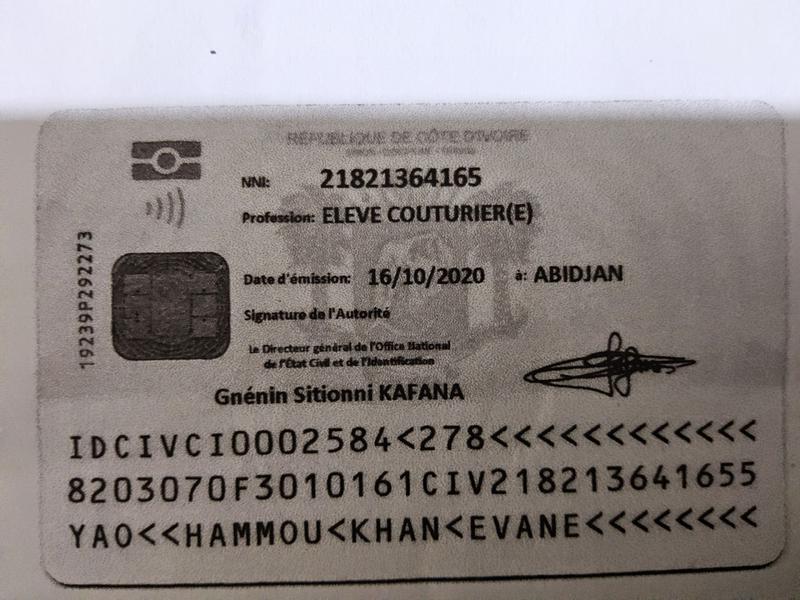 RÉPUBLIQUE DE CÔTE D'IVOIRE
NNI: 21821364165
Profession: ELEVE COUTURIER(E)
19239P292273
Date d'émission: 16/10/2020 à: ABIDJAN
Signature de l'Autorité
Le Directeur général de l'Office National
de l'État Civil et de l'Identification
Gnénin Sitionni KAFANA
IDCIVCI0002584<278<<<<<<<<<<<<
8203070F3010161CIV218213641655
YAO<<HAMMOU<KHAN<EVANE<<<<<<<<